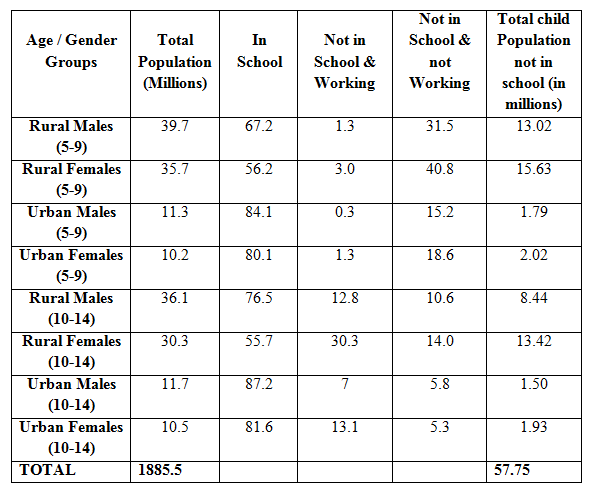 Age / Gender Groups | Total Population (Millions) | In School | Not in School & Working | Not in School & not Working | Total child Population not in school (in millions)
Rural Males (5-9) | 39.7 | 67.2 | 1.3 | 31.5 | 13.02
Rural Females (5-9) | 35.7 | 56.2 | 3.0 | 40.8 | 15.63
Urban Males (5-9) | 11.3 | 84.1 | 0.3 | 15.2 | 1.79
Urban Females (5-9) | 10.2 | 80.1 | 1.3 | 18.6 | 2.02
Rural Males (10-14) | 36.1 | 76.5 | 12.8 | 10.6 | 8.44
Rural Females (10-14) | 30.3 | 55.7 | 30.3 | 14.0 | 13.42
Urban Males (10-14) | 11.7 | 87.2 | 7 | 5.8 | 1.50
Urban Females (10-14) | 10.5 | 81.6 | 13.1 | 5.3 | 1.93
TOTAL | 1885.5 | | | | 57.75